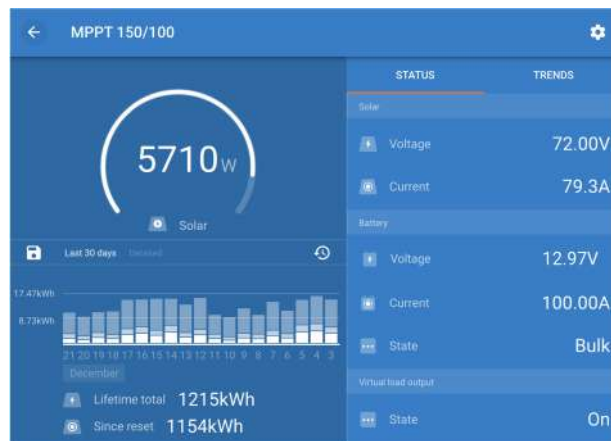 MPPT 150/100
5710W
Solar
Last 30 days Detailed
17.47kWh
8.73kWh
21 20 19 18 17 16 15 14 13 12 11 10 9 8 7 6 5 4 3
December
Lifetime total 1215kWh
Since reset 1154kWh
STATUS TRENDS
Solar
Voltage 72.00V
Current 79.3A
Battery
Voltage 12.97V
Current 100.00A
State Bulk
Virtual load output
State On